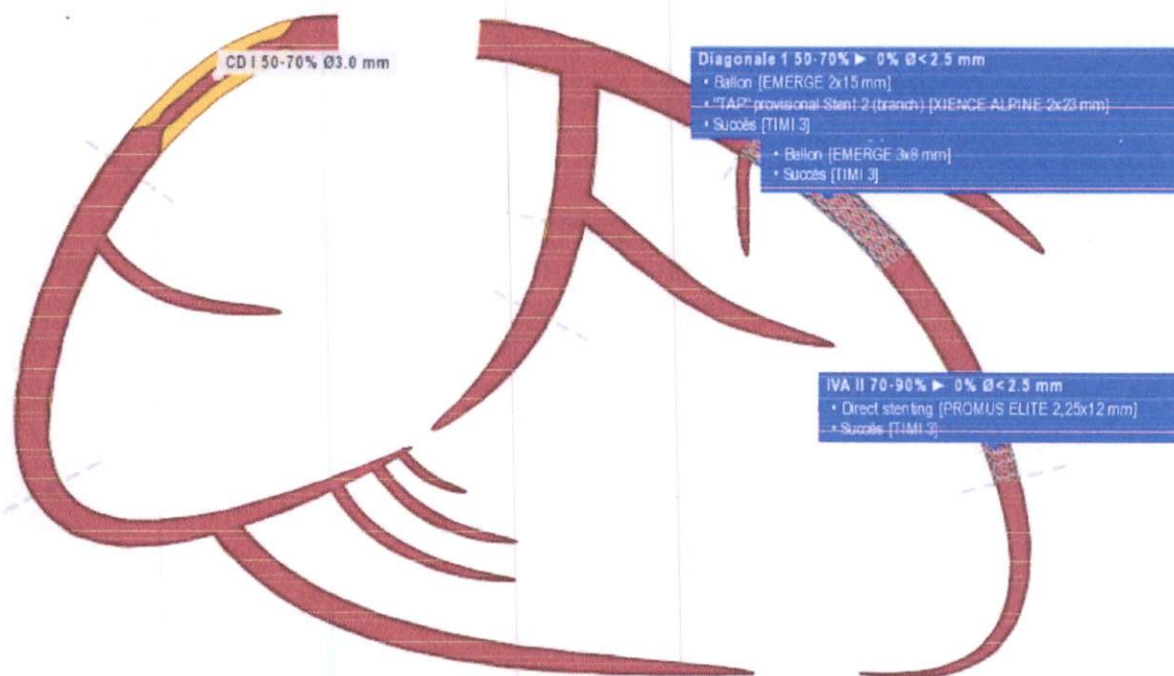 CD I 50-70% Ø3.0 mm
Diagonale 1 50-70% ► 0% Ø<2.5 mm
• Ballon [EMERGE 2x15 mm]
• "TAP" provisional Stent 2 (branch) [XIENCE ALPINE 2x23 mm]
• Succès [TIMI 3]
• Ballon [EMERGE 3x8 mm]
• Succès [TIMI 3]
IVA II 70-90% ► 0% Ø<2.5 mm
• Direct stenting [PROMUS ELITE 2,25x12 mm]
• Succès [TIMI 3]